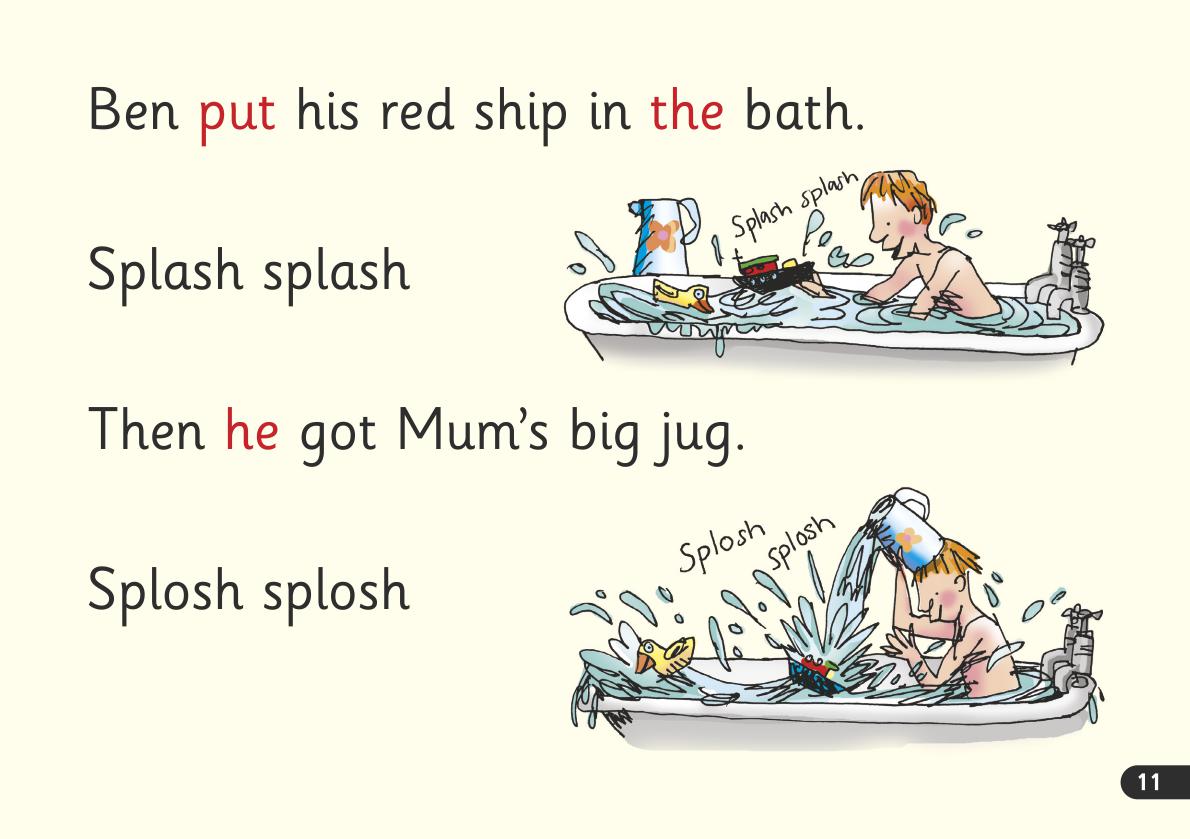 Ben put his red ship in the bath.
Splash splash
Splash splash
Then he got Mum's big jug.
Splosh splosh
Splosh splosh
11